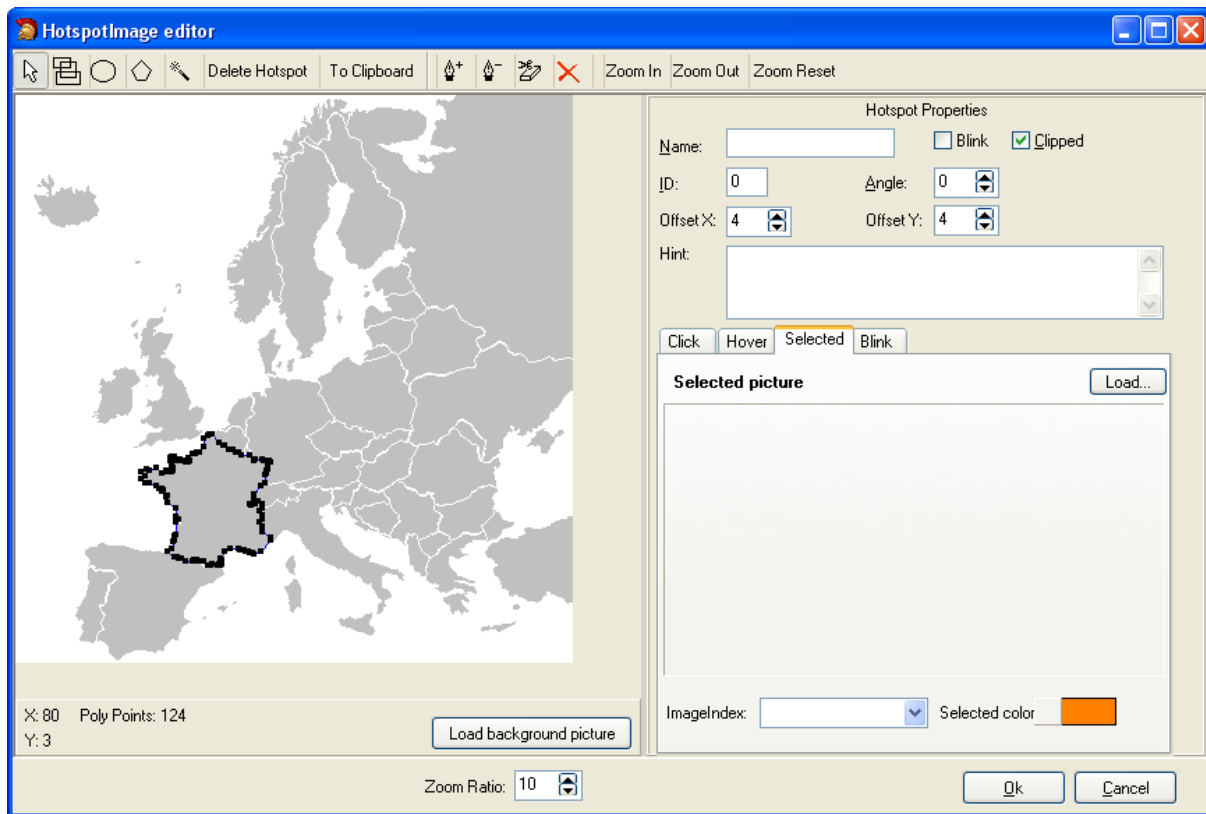 HotspotImage editor
Delete Hotspot To Clipboard Zoom In Zoom Out Zoom Reset
Hotspot Properties
Name: Blink Clipped
ID: 0 Angle: 0
Offset X: 4 Offset Y: 4
Hint:
Click Hover Selected Blink
Selected picture Load...
ImageIndex: Selected color
X: 80 Poly Points: 124
Y: 3
Load background picture
Zoom Ratio: 10 Ok Cancel